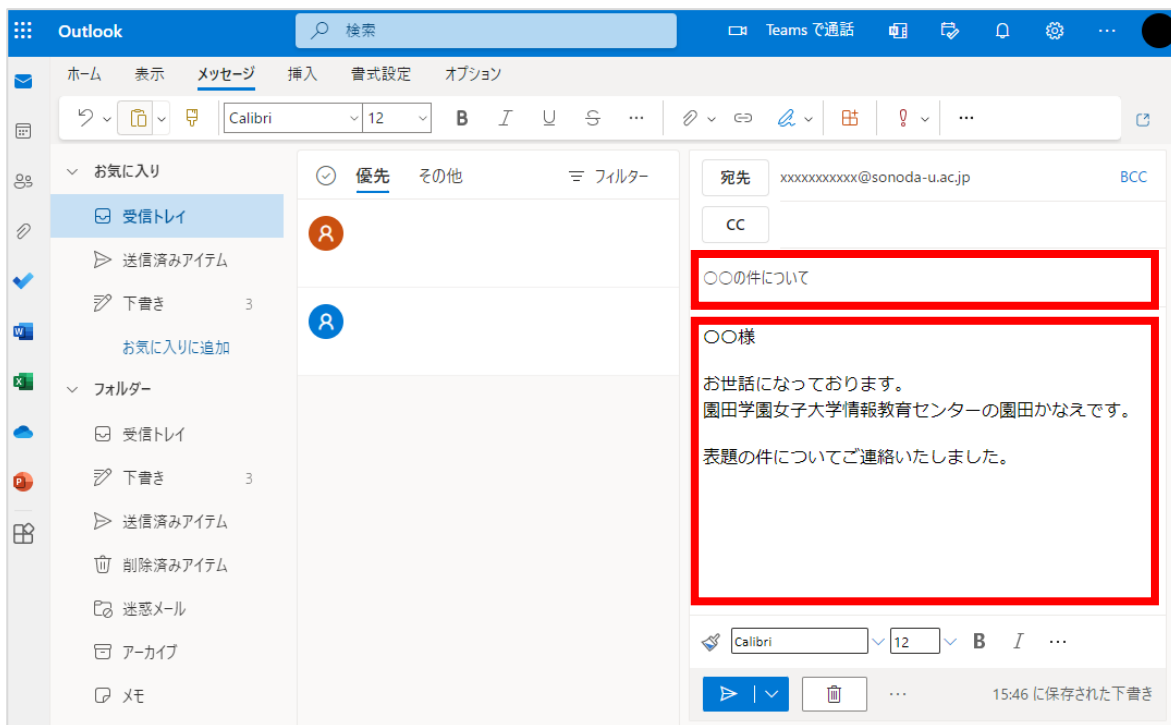 Outlook
検索
Teams で通話
ホーム 表示 メッセージ 挿入 書式設定 オプション
Calibri 12 B I U S
お気に入り
受信トレイ
送信済みアイテム
下書き 3
お気に入りに追加
フォルダー
受信トレイ
下書き 3
送信済みアイテム
削除済みアイテム
迷惑メール
アーカイブ
メモ
優先 その他 フィルター
宛先 xxxxxxxxxxx@sonoda-u.ac.jp BCC
CC
〇〇の件について
〇〇様
お世話になっております。
園田学園女子大学情報教育センターの園田かなえです。
表題の件についてご連絡いたしました。
Calibri 12 B I
15:46 に保存された下書き